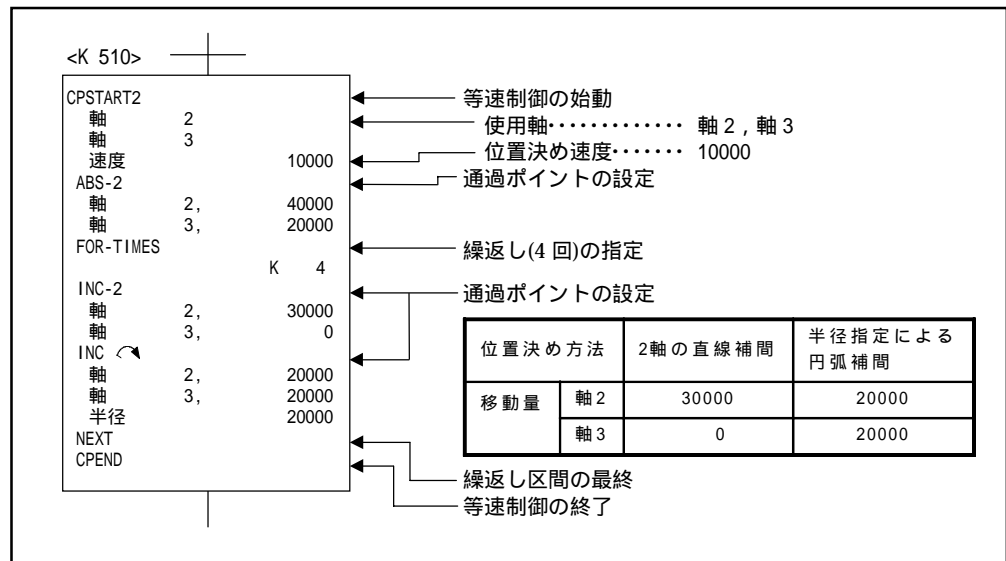 <K 510>
CPSTART2
軸 2
軸 3
速度 10000
ABS-2
軸 2, 40000
軸 3, 20000
FOR-TIMES
K 4
INC-2
軸 2, 30000
軸 3, 0
INC
軸 2, 20000
軸 3, 20000
半径 20000
NEXT
CPEND
等速制御の始動
使用軸‥‥‥‥‥‥‥ 軸2,軸3
位置決め速度‥‥‥‥ 10000
通過ポイントの設定
繰返し(4回)の指定
通過ポイントの設定
位置決め方法 2軸の直線補間 半径指定による
円弧補間
移動量 軸2 30000 20000
軸3 0 20000
繰返し区間の最終
等速制御の終了